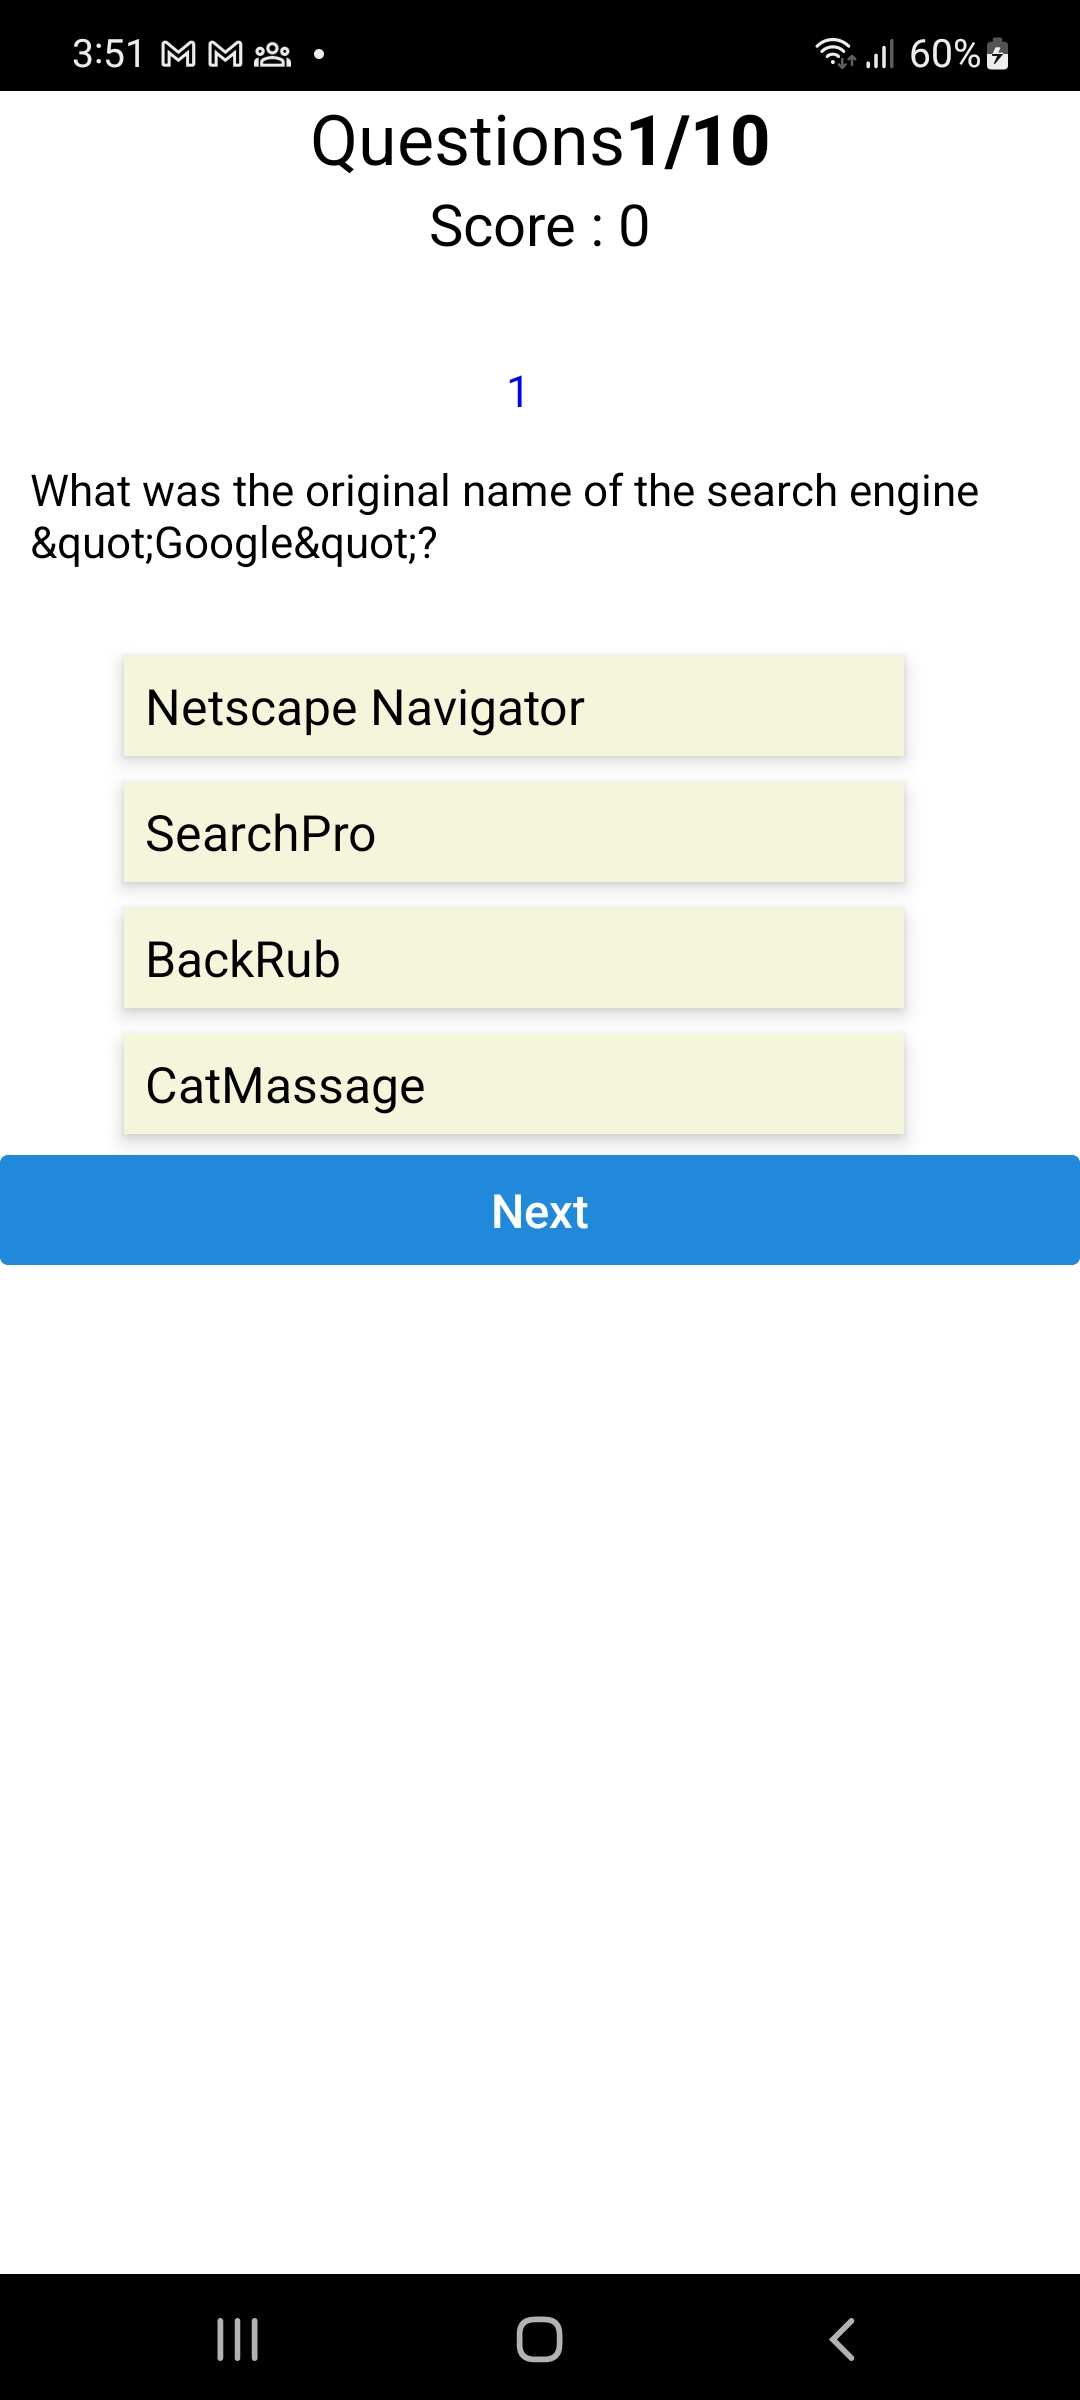 3:51 60%
Questions1/10
Score : 0
1
What was the original name of the search engine
&quot;Google&quot;?
Netscape Navigator
SearchPro
BackRub
CatMassage
Next